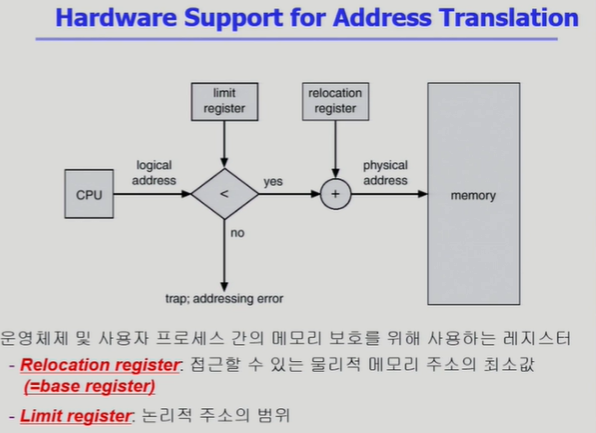 Hardware Support for Address Translation
limit
register
relocation
register
logical
address
physical
address
CPU
<
yes
+
memory
no
trap; addressing error
운영체제 및 사용자 프로세스 간의 메모리 보호를 위해 사용하는 레지스터
- Relocation register: 접근할 수 있는 물리적 메모리 주소의 최소값
(=base register)
- Limit register: 논리적 주소의 범위